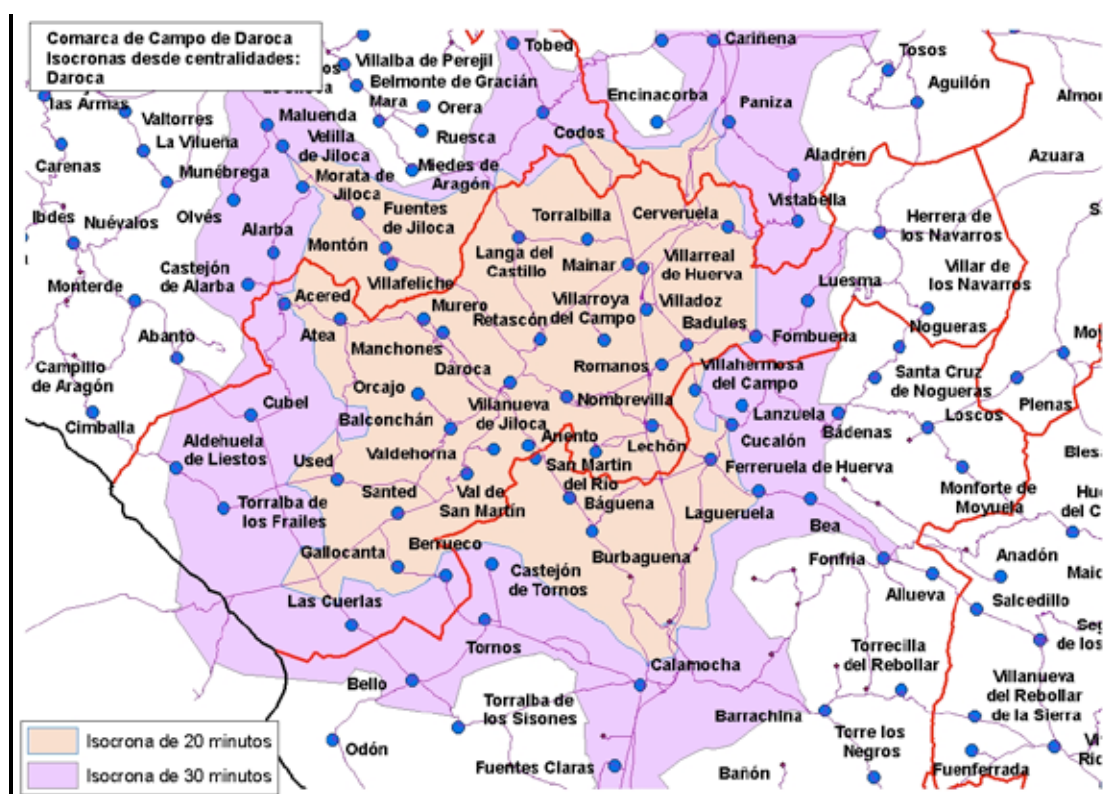 Comarca de Campo de Daroca
Isocronas desde centralidades:
Daroca
Tobed
Cariñena
Tosos
Villalba de Perejil
Belmonte de Gracián
Aguilón
las Armas
Mara
Orera
Encinacorba
Paniza
Valtorres
Maluenda
Ruesca
Codos
La Vilueña
Velilla
de Jiloca
Carenas
Miedes de
Aragón
Aladrén
Azuara
Munébrega
Morata de
Jiloca
Olvés
Vistabella
Ibdes
Nuévalos
Fuentes
de Jiloca
Torralbilla
Cerveruela
Herrera de
los Navarros
Alarba
Montón
Langa del
Castillo
Mainar
Villarreal
de Huerva
Castejón
de Alarba
Villafeliche
Villar de
los Navarros
Monterde
Acered
Murero
Villarroya
del Campo
Villadoz
Luesma
Abanto
Atea
Retascón
Badules
Fombuena
Nogueras
Manchones
Campillo
de Aragón
Daroca
Romanos
Villahermosa
del Campo
Santa Cruz
de Nogueras
Orcajo
Plenas
Cubel
Villanueva
de Jiloca
Nombrevilla
Lanzuela
Loscos
Cimballa
Balconchán
Bádenas
Aldehuela
de Liestos
Anento
Lechón
Cucalón
Valdehorna
Used
San Martín
del Río
Ferreruela de Huerva
Monforte de
Moyuela
Torralba de
los Frailes
Santed
Val de
San Martín
Báguena
Lagueruela
Bea
Gallocanta
Berrueco
Burbaguena
Fonfría
Anadón
Castejón
de Tornos
Allueva
Las Cuerlas
Salcedillo
Tornos
Torrecilla
del Rebollar
Calamocha
Bello
Villanueva
del Rebollar
de la Sierra
Torralba de
los Sisones
Barrachina
Torre los
Negros
Isocrona de 20 minutos
Odón
Isocrona de 30 minutos
Fuentes Claras
Bañón
Fuenferrada